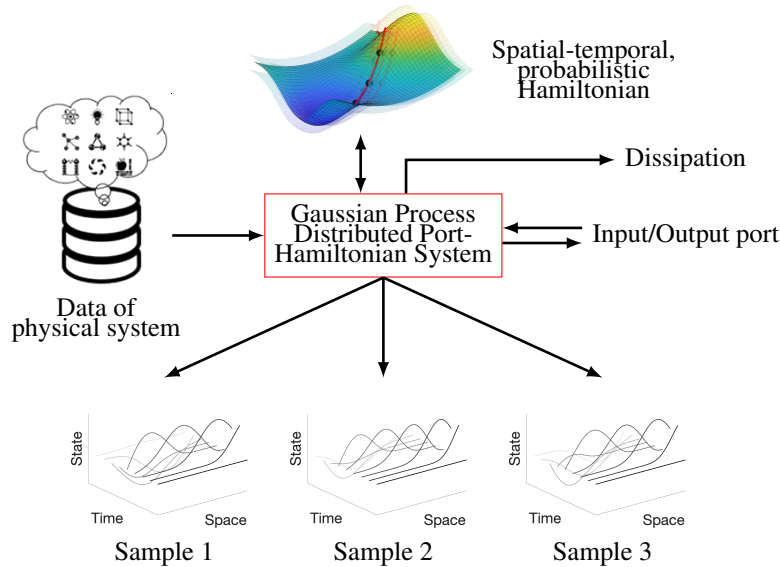 Spatial-temporal,
probabilistic
Hamiltonian
Dissipation
Gaussian Process
Distributed Port-
Hamiltonian System
Input/Output port
Data of
physical system
State
Time
Space
Sample 1
State
Time
Space
Sample 2
State
Time
Space
Sample 3